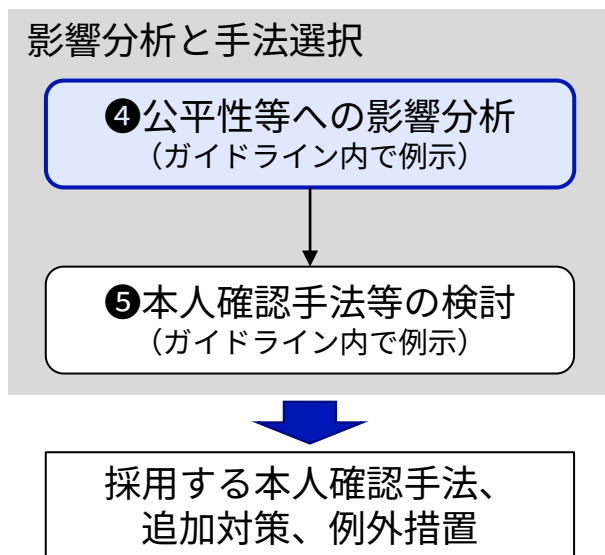 影響分析と手法選択
❹公平性等への影響分析
（ガイドライン内で例示）
❺本人確認手法等の検討
（ガイドライン内で例示）
採用する本人確認手法、
追加対策、例外措置